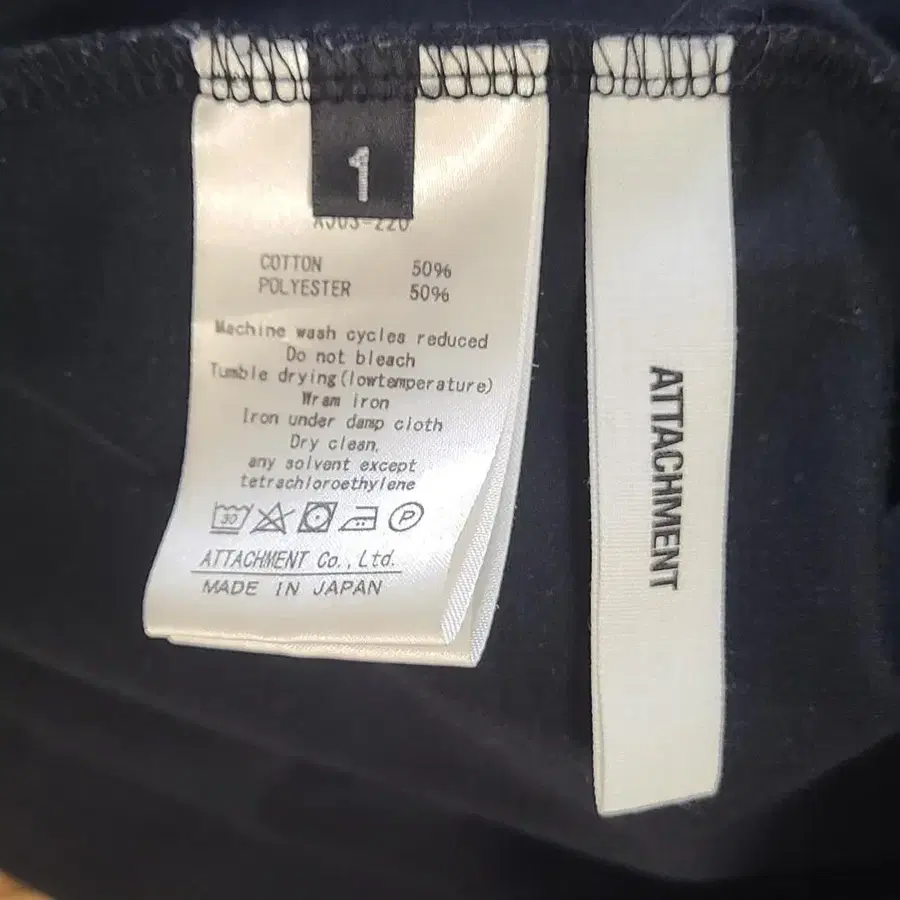 1
COTTON 50%
POLYESTER 50%
Machine wash cycles reduced
Do not bleach
Tumble drying(lowtemperature)
Wram iron
Iron under damp cloth
Dry clean,
any solvent except
tetrachloroethylene
30 P
ATTACHMENT Co.,Ltd.
MADE IN JAPAN
ATTACHMENT